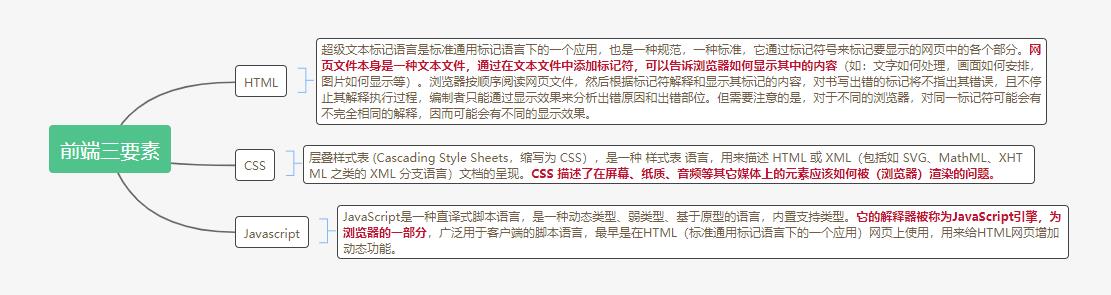 前端三要素
HTML
超级文本标记语言是标准通用标记语言下的一个应用，也是一种规范，一种标准，它通过标记符号来标记要显示的网页中的各个部分。网
页文件本身是一种文本文件，通过在文本文件中添加标记符，可以告诉浏览器如何显示其中的内容（如：文字如何处理，画面如何安排，
图片如何显示等）。浏览器按顺序阅读网页文件，然后根据标记符解释和显示其标记的内容，对书写出错的标记将不指出其错误，且不停
止其解释执行过程，编制者只能通过显示效果来分析出错原因和出错部位。但需要注意的是，对于不同的浏览器，对同一标记符可能会有
不完全相同的解释，因而可能会有不同的显示效果。
CSS
层叠样式表 (Cascading Style Sheets，缩写为 CSS），是一种 样式表 语言，用来描述 HTML 或 XML（包括如 SVG、MathML、XHT
ML 之类的 XML 分支语言）文档的呈现。CSS 描述了在屏幕、纸质、音频等其它媒体上的元素应该如何被（浏览器）渲染的问题。
Javascript
JavaScript是一种直译式脚本语言，是一种动态类型、弱类型、基于原型的语言，内置支持类型。它的解释器被称为JavaScript引擎，为
浏览器的一部分，广泛用于客户端的脚本语言，最早是在HTML（标准通用标记语言下的一个应用）网页上使用，用来给HTML网页增加
动态功能。